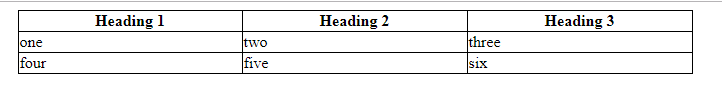 Heading 1 Heading 2 Heading 3
one two three
four five six